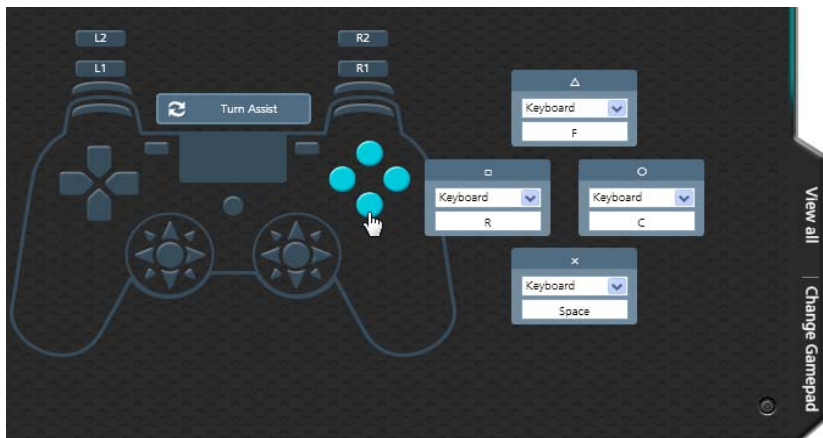 L2
R2
L1
R1
Turn Assist
△
Keyboard
F
□
Keyboard
R
○
Keyboard
C
×
Keyboard
Space
View all
Change Gamepad